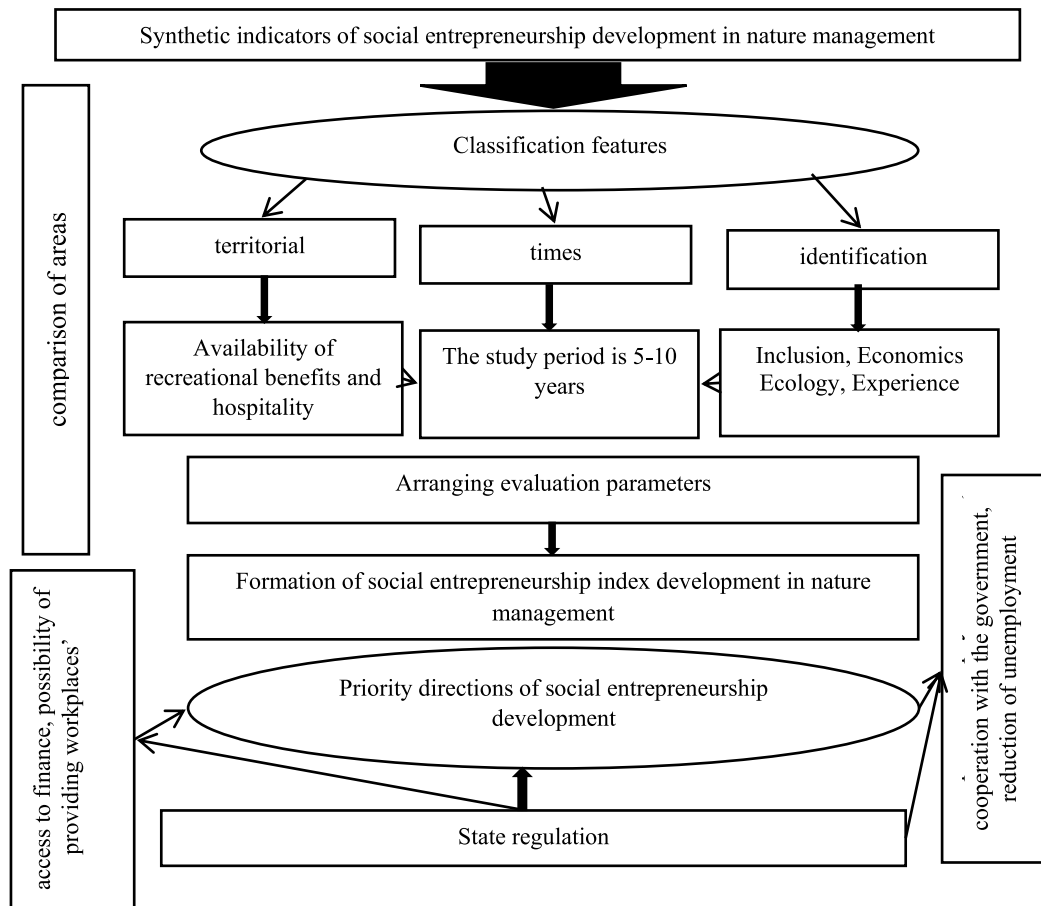 Synthetic indicators of social entrepreneurship development in nature management
Classification features
comparison of areas
territorial
times
identification
Availability of
recreational benefits and
hospitality
The study period is 5-10
years
Inclusion, Economics
Ecology, Experience
Arranging evaluation parameters
Formation of social entrepreneurship index development in nature
management
Priority directions of social entrepreneurship
development
State regulation
access to finance, possibility of
providing workplaces’
cooperation with the government,
reduction of unemployment